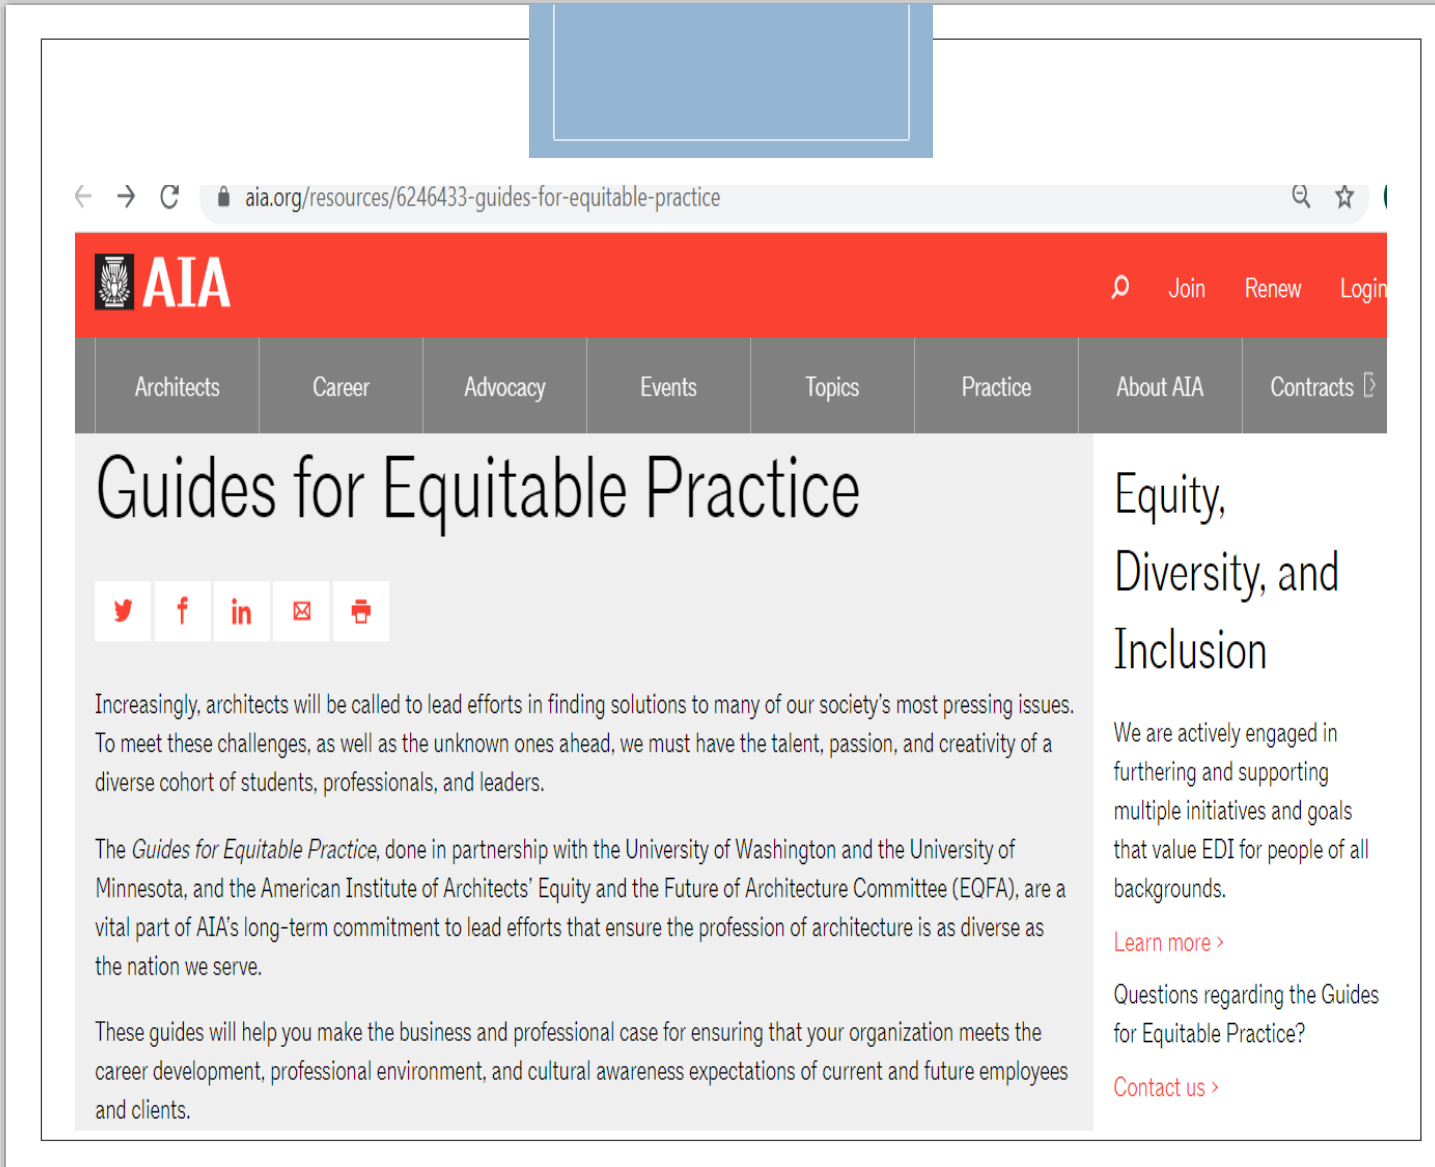 aia.org/resources/6246433-guides-for-equitable-practice
AIA
Join Renew Login
Architects Career Advocacy Events Topics Practice About AIA Contracts
Guides for Equitable Practice
Increasingly, architects will be called to lead efforts in finding solutions to many of our society's most pressing issues.
To meet these challenges, as well as the unknown ones ahead, we must have the talent, passion, and creativity of a
diverse cohort of students, professionals, and leaders.
The Guides for Equitable Practice, done in partnership with the University of Washington and the University of
Minnesota, and the American Institute of Architects' Equity and the Future of Architecture Committee (EQFA), are a
vital part of AIA's long-term commitment to lead efforts that ensure the profession of architecture is as diverse as
the nation we serve.
These guides will help you make the business and professional case for ensuring that your organization meets the
career development, professional environment, and cultural awareness expectations of current and future employees
and clients.
Equity,
Diversity, and
Inclusion
We are actively engaged in
furthering and supporting
multiple initiatives and goals
that value EDI for people of all
backgrounds.
Learn more >
Questions regarding the Guides
for Equitable Practice?
Contact us >